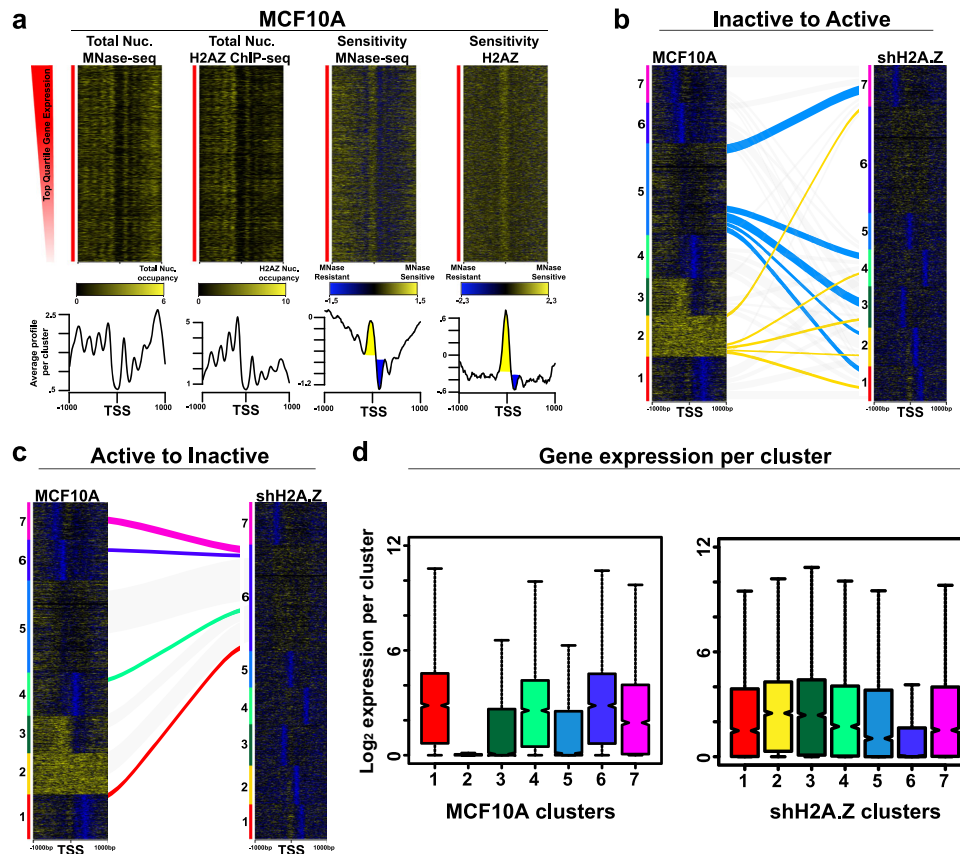 a
MCF10A
Total Nuc.
MNase-seq
Total Nuc.
H2AZ ChIP-seq
Sensitivity
MNase-seq
Sensitivity
H2AZ
Top Quartile Gene Expression
Total Nuc.
occupancy
0 6
H2AZ Nuc.
occupancy
0 10
MNase
Resistant
MNase
Sensitive
-1.5 1.5
MNase
Resistant
MNase
Sensitive
-2.3 2.3
Average profile
per cluster
2.5
.5
-1000 TSS 1000
5
1
-1000 TSS 1000
0
-1.2
-1000 TSS 1000
.6
0
-.6
-1000 TSS 1000
b
Inactive to Active
MCF10A
shH2A.Z
7
6
5
4
3
2
1
7
6
5
4
3
2
1
-1000bp TSS 1000bp
-1000bp TSS 1000bp
c
Active to Inactive
MCF10A
shH2A.Z
7
6
5
4
3
2
1
7
6
5
4
3
2
1
-1000bp TSS 1000bp
-1000bp TSS 1000bp
d
Gene expression per cluster
Log2 expression per cluster
12
6
0
1 2 3 4 5 6 7
MCF10A clusters
12
6
0
1 2 3 4 5 6 7
shH2A.Z clusters